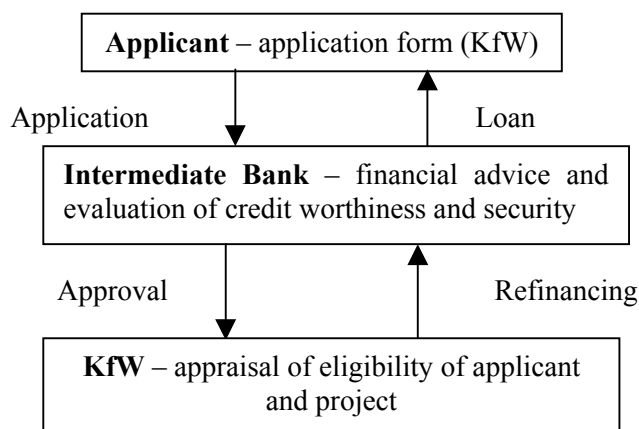 Applicant – application form (KfW)
Application
Loan
Intermediate Bank – financial advice and
evaluation of credit worthiness and security
Approval
Refinancing
KfW – appraisal of eligibility of applicant
and project